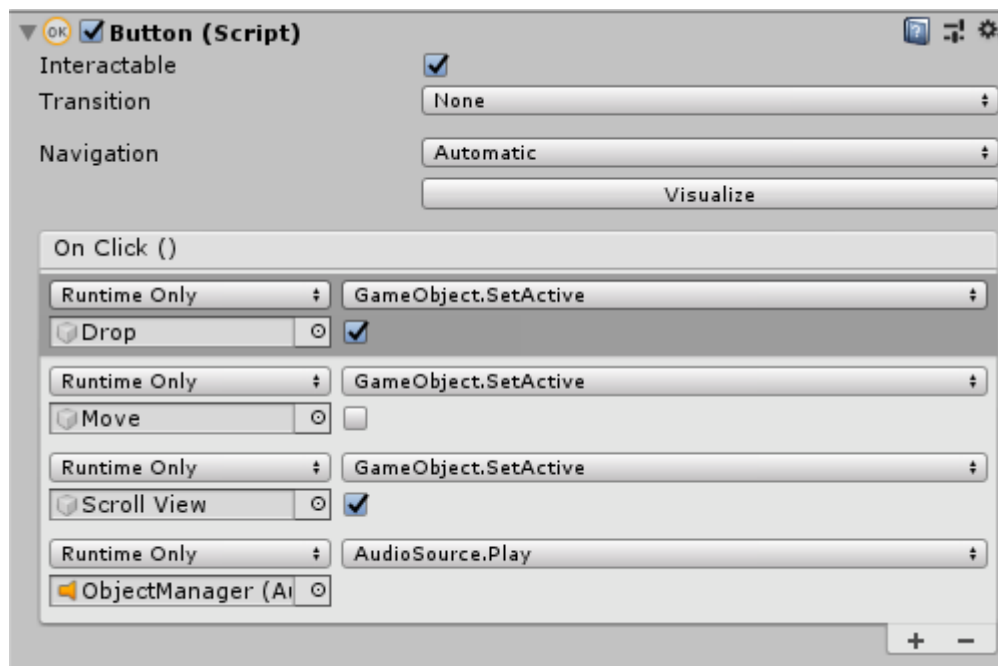 OK Button (Script)
Interactable
Transition None
Navigation Automatic
Visualize
On Click ()
Runtime Only GameObject.SetActive
Drop
Runtime Only GameObject.SetActive
Move
Runtime Only GameObject.SetActive
Scroll View
Runtime Only AudioSource.Play
ObjectManager (Au
+ −